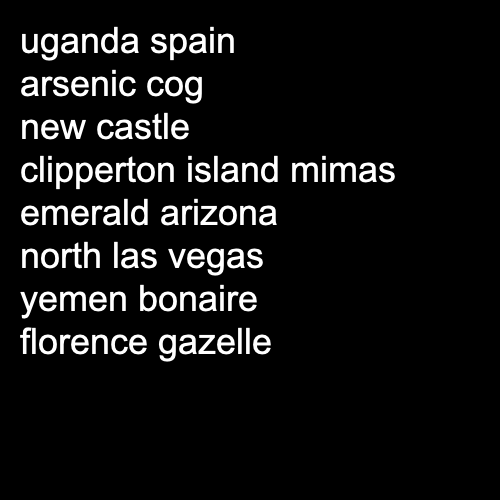 uganda spain
arsenic cog
new castle
clipperton island mimas
emerald arizona
north las vegas
yemen bonaire
florence gazelle